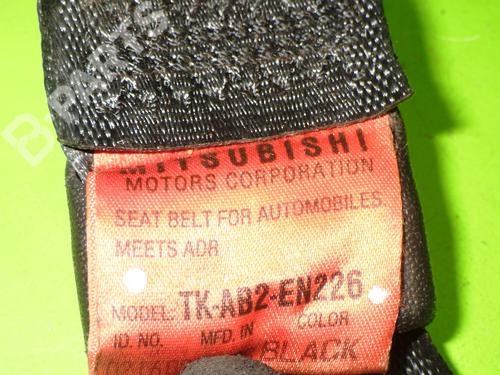 B PARTS
MITSUBISHI
MOTORS CORPORATION
SEAT BELT FOR AUTOMOBILES
MEETS ADR
MODEL: TK-AB2-EN226
ID. NO. MFD. IN COLOR
BLACK